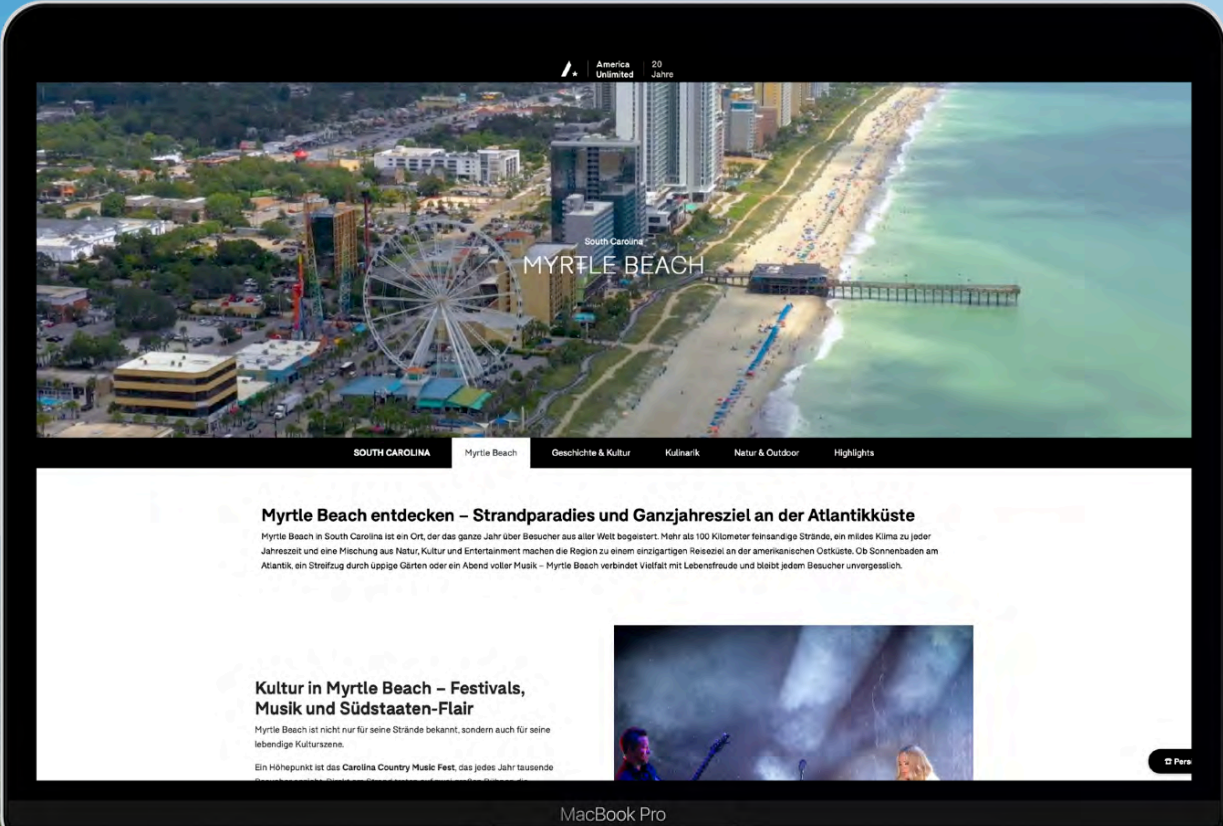 America
Unlimited
20
Jahre
South Carolina
MYRTLE BEACH
SOUTH CAROLINA Myrtle Beach Geschichte & Kultur Kulinarik Natur & Outdoor Highlights
Myrtle Beach entdecken – Strandparadies und Ganzjahresziel an der Atlantikküste
Myrtle Beach in South Carolina ist ein Ort, der das ganze Jahr über Besucher aus aller Welt begeistert. Mehr als 100 Kilometer feinsandige Strände, ein mildes Klima zu jeder
Jahreszeit und eine Mischung aus Natur, Kultur und Entertainment machen die Region zu einem einzigartigen Reiseziel an der amerikanischen Ostküste. Ob Sonnenbaden am
Atlantik, ein Streifzug durch üppige Gärten oder ein Abend voller Musik – Myrtle Beach verbindet Vielfalt mit Lebensfreude und bleibt jedem Besucher unvergesslich.
Kultur in Myrtle Beach – Festivals,
Musik und Südstaaten-Flair
Myrtle Beach ist nicht nur für seine Strände bekannt, sondern auch für seine
lebendige Kulturszene.
Ein Höhepunkt ist das Carolina Country Music Fest, das jedes Jahr tausende
MacBook Pro